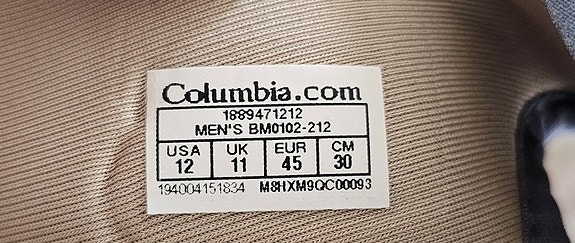 Columbia.com
1889471212
MEN'S BM0102-212
USA UK EUR CM
12 11 45 30
194004151834 M8HXM9QC00093